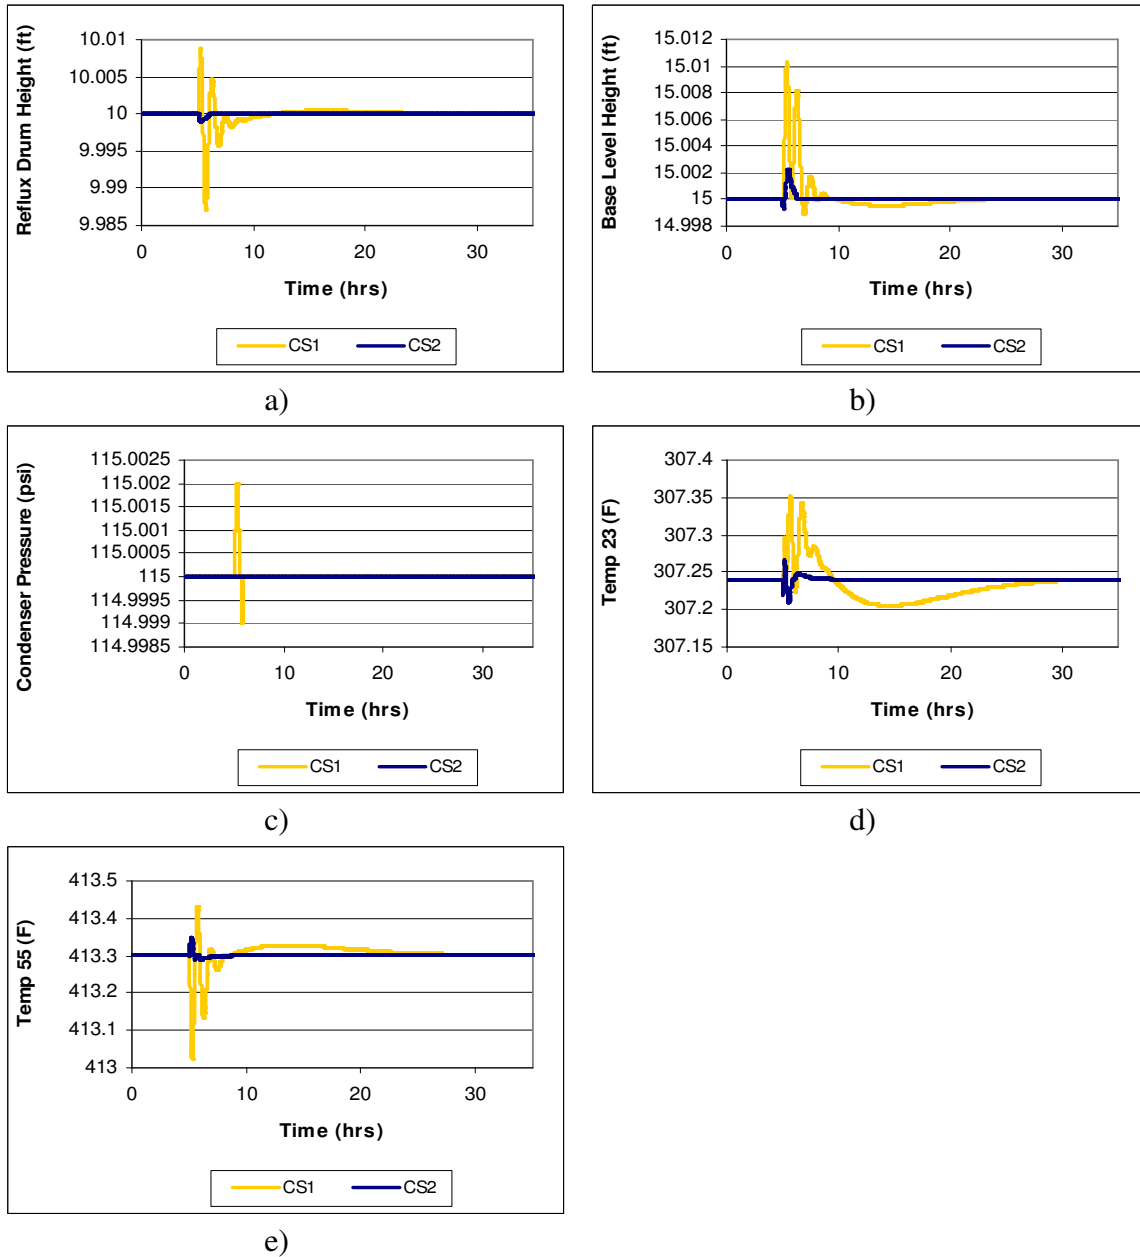 Reflux Drum Height (ft)
10.01
10.005
10
9.995
9.99
9.985
0 10 20 30
Time (hrs)
CS1 CS2
a)
Base Level Height (ft)
15.012
15.01
15.008
15.006
15.004
15.002
15
14.998
0 10 20 30
Time (hrs)
CS1 CS2
b)
Condenser Pressure (psi)
115.0025
115.002
115.0015
115.001
115.0005
115
114.9995
114.999
114.9985
0 10 20 30
Time (hrs)
CS1 CS2
c)
Temp 23 (F)
307.4
307.35
307.3
307.25
307.2
307.15
0 10 20 30
Time (hrs)
CS1 CS2
d)
Temp 55 (F)
413.5
413.4
413.3
413.2
413.1
413
0 10 20 30
Time (hrs)
CS1 CS2
e)